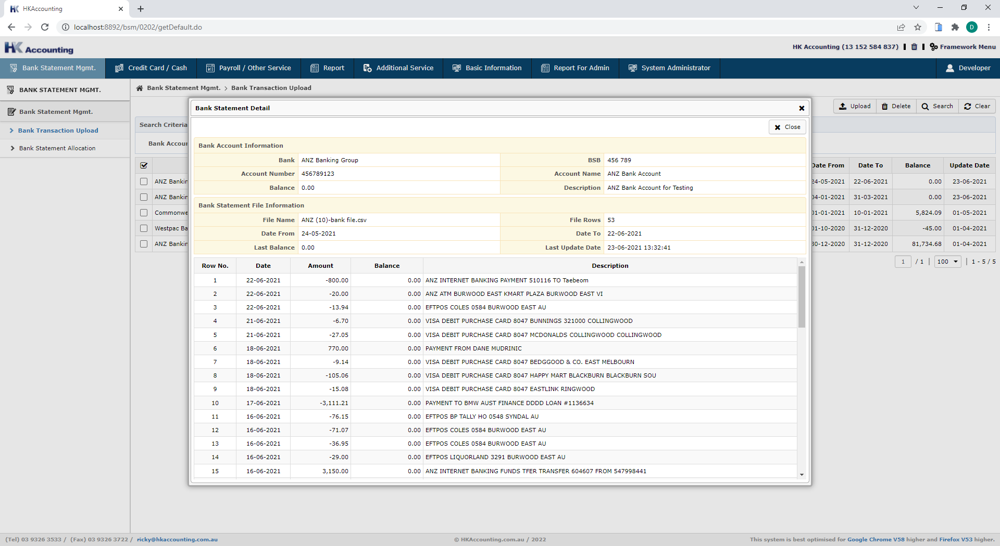 HKAccounting
localhost:8892/bsm/0202/getDefault.do
D
HK Accounting
HK Accounting (13 152 584 837)
Framework Menu
Bank Statement Mgmt.
Credit Card / Cash
Payroll / Other Service
Report
Additional Service
Basic Information
Report For Admin
System Administrator
Developer
BANK STATEMENT MGMT.
Bank Statement Mgmt.
Bank Transaction Upload
Bank Statement Allocation
Bank Statement Mgmt. > Bank Transaction Upload
Upload Delete Search Clear
Search Criteria
Bank Accou
Date From Date To Balance Update Date
ANZ Bankin 24-05-2021 22-06-2021 0.00 23-06-2021
ANZ Bankin 04-01-2021 31-03-2021 0.00 23-06-2021
Commonwe 01-01-2021 10-01-2021 5,824.09 01-05-2021
Westpac Ba 01-10-2020 31-12-2020 -45.00 01-04-2021
ANZ Bankin 30-12-2020 31-12-2020 81,734.68 01-04-2021
1 / 1 | 100 | 1 - 5 / 5
Bank Statement Detail
Close
Bank Account Information
Bank ANZ Banking Group BSB 456 789
Account Number 456789123 Account Name ANZ Bank Account
Balance 0.00 Description ANZ Bank Account for Testing
Bank Statement File Information
File Name ANZ (10)-bank file.csv File Rows 53
Date From 24-05-2021 Date To 22-06-2021
Last Balance 0.00 Last Update Date 23-06-2021 13:32:41
Row No. Date Amount Balance Description
1 22-06-2021 -800.00 0.00 ANZ INTERNET BANKING PAYMENT 510116 TO Taebeom
2 22-06-2021 -20.00 0.00 ANZ ATM BURWOOD EAST KMART PLAZA BURWOOD EAST VI
3 22-06-2021 -13.94 0.00 EFTPOS COLES 0584 BURWOOD EAST AU
4 21-06-2021 -6.70 0.00 VISA DEBIT PURCHASE CARD 8047 BUNNINGS 321000 COLLINGWOOD
5 21-06-2021 -27.05 0.00 VISA DEBIT PURCHASE CARD 8047 MCDONALDS COLLINGWOOD COLLINGWOOD
6 18-06-2021 770.00 0.00 PAYMENT FROM DANE MUDRINIC
7 18-06-2021 -9.14 0.00 VISA DEBIT PURCHASE CARD 8047 BEDGGOOD & CO. EAST MELBOURN
8 18-06-2021 -105.06 0.00 VISA DEBIT PURCHASE CARD 8047 HAPPY MART BLACKBURN BLACKBURN SOU
9 18-06-2021 -15.08 0.00 VISA DEBIT PURCHASE CARD 8047 EASTLINK RINGWOOD
10 17-06-2021 -3,111.21 0.00 PAYMENT TO BMW AUST FINANCE DDDD LOAN #1136634
11 16-06-2021 -76.15 0.00 EFTPOS BP TALLY HO 0548 SYNDAL AU
12 16-06-2021 -71.07 0.00 EFTPOS COLES 0584 BURWOOD EAST AU
13 16-06-2021 -36.95 0.00 EFTPOS COLES 0584 BURWOOD EAST AU
14 16-06-2021 -29.00 0.00 EFTPOS LIQUORLAND 3291 BURWOOD EAST AU
15 16-06-2021 3,150.00 0.00 ANZ INTERNET BANKING FUNDS TFER TRANSFER 604607 FROM 547998441
(Tel) 03 9326 3533 / (Fax) 03 9326 3722 / ricky@hkaccounting.com.au
© HKAccounting.com.au / 2022
This system is best optimised for Google Chrome V58 higher and Firefox V53 higher.